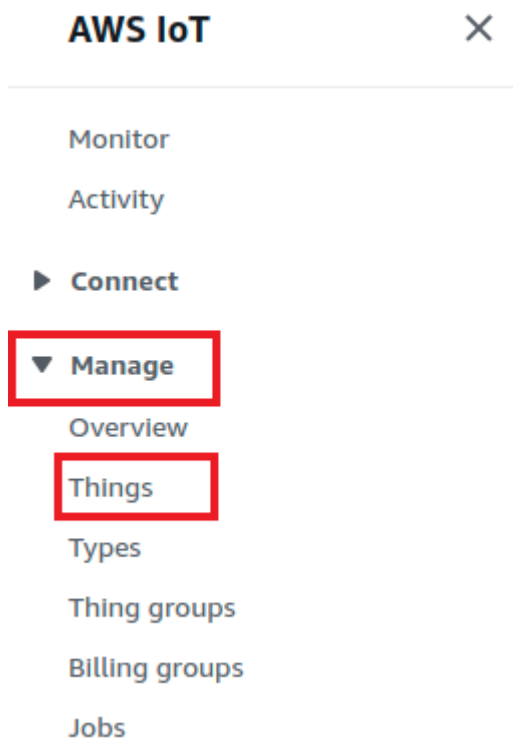 AWS IoT
Monitor
Activity
Connect
Manage
Overview
Things
Types
Thing groups
Billing groups
Jobs